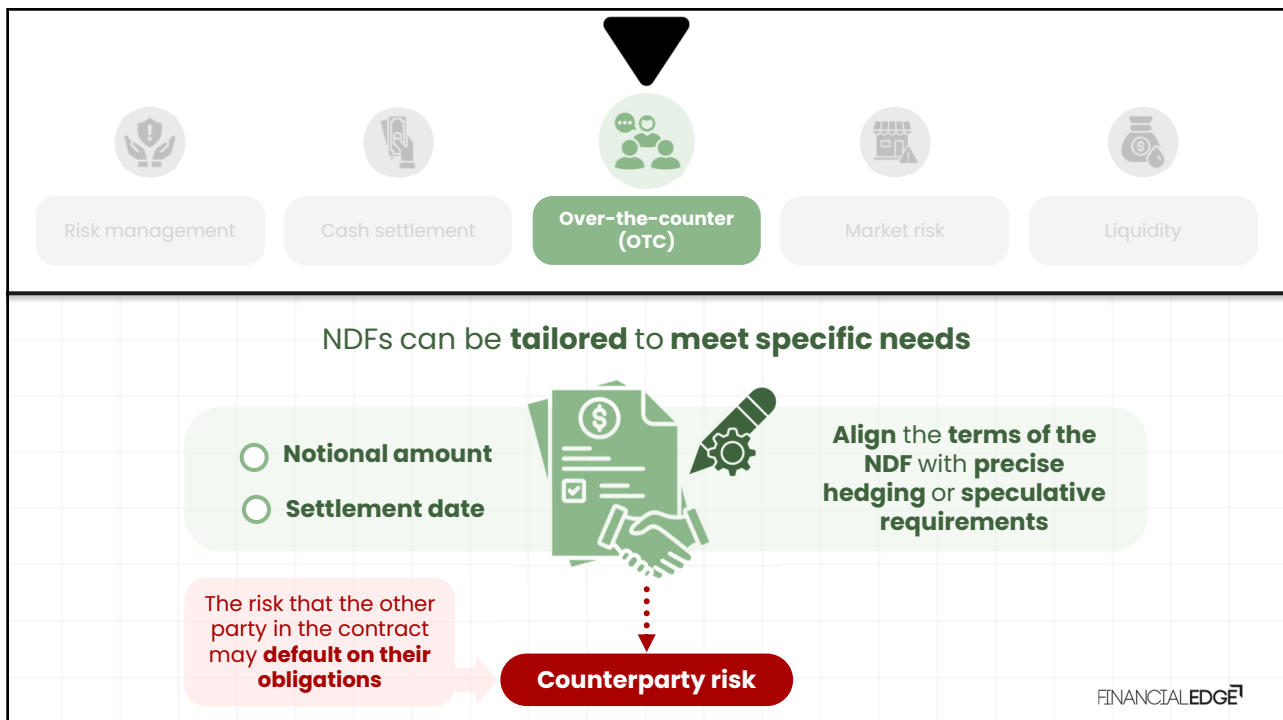 Risk management
Cash settlement
Over-the-counter
(OTC)
Market risk
Liquidity
NDFs can be tailored to meet specific needs
Notional amount
Settlement date
Align the terms of the
NDF with precise
hedging or speculative
requirements
The risk that the other
party in the contract
may default on their
obligations
Counterparty risk
FINANCIALEDGE